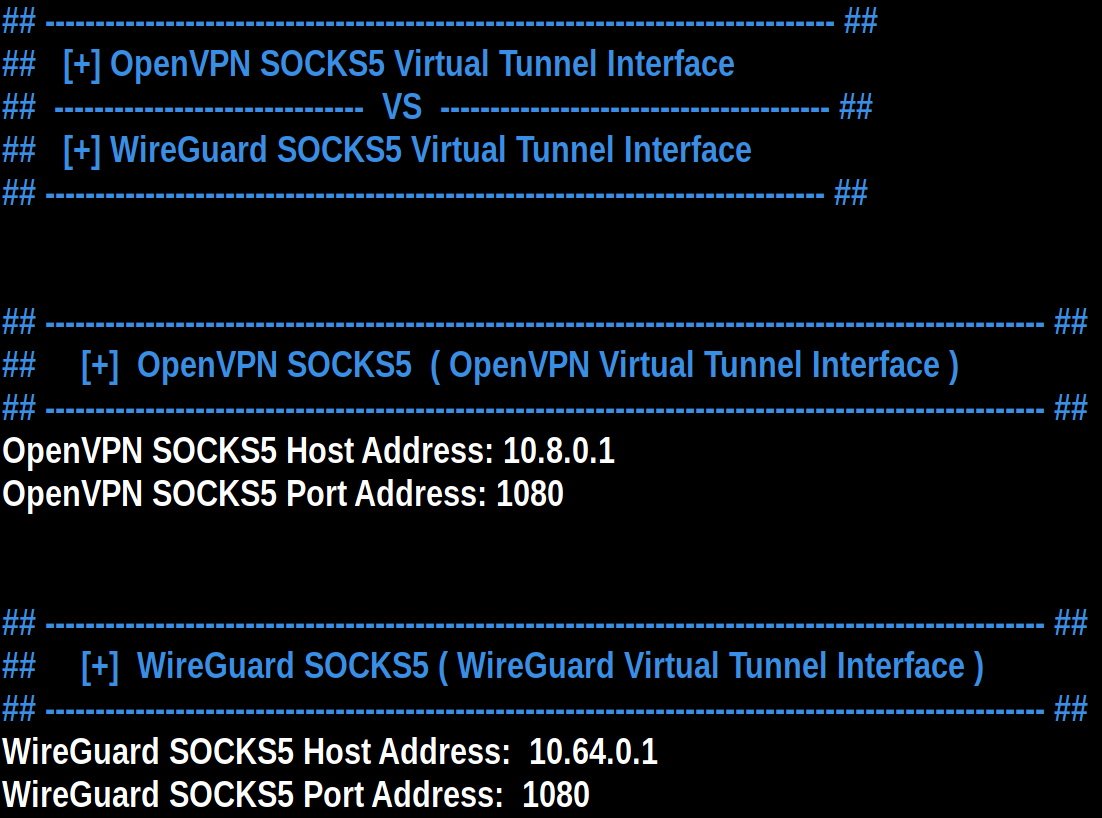 ## ------------------------------------------------------------------------------- ##
##   [+] OpenVPN SOCKS5 Virtual Tunnel Interface
##  -------------------------------  VS  --------------------------------------- ##
##   [+] WireGuard SOCKS5 Virtual Tunnel Interface
## ------------------------------------------------------------------------------ ##
## ---------------------------------------------------------------------------------------------------- ##
##     [+]  OpenVPN SOCKS5  ( OpenVPN Virtual Tunnel Interface )
## ---------------------------------------------------------------------------------------------------- ##
OpenVPN SOCKS5 Host Address: 10.8.0.1
OpenVPN SOCKS5 Port Address: 1080
## ---------------------------------------------------------------------------------------------------- ##
##     [+]  WireGuard SOCKS5 ( WireGuard Virtual Tunnel Interface )
## ---------------------------------------------------------------------------------------------------- ##
WireGuard SOCKS5 Host Address:  10.64.0.1
WireGuard SOCKS5 Port Address:  1080